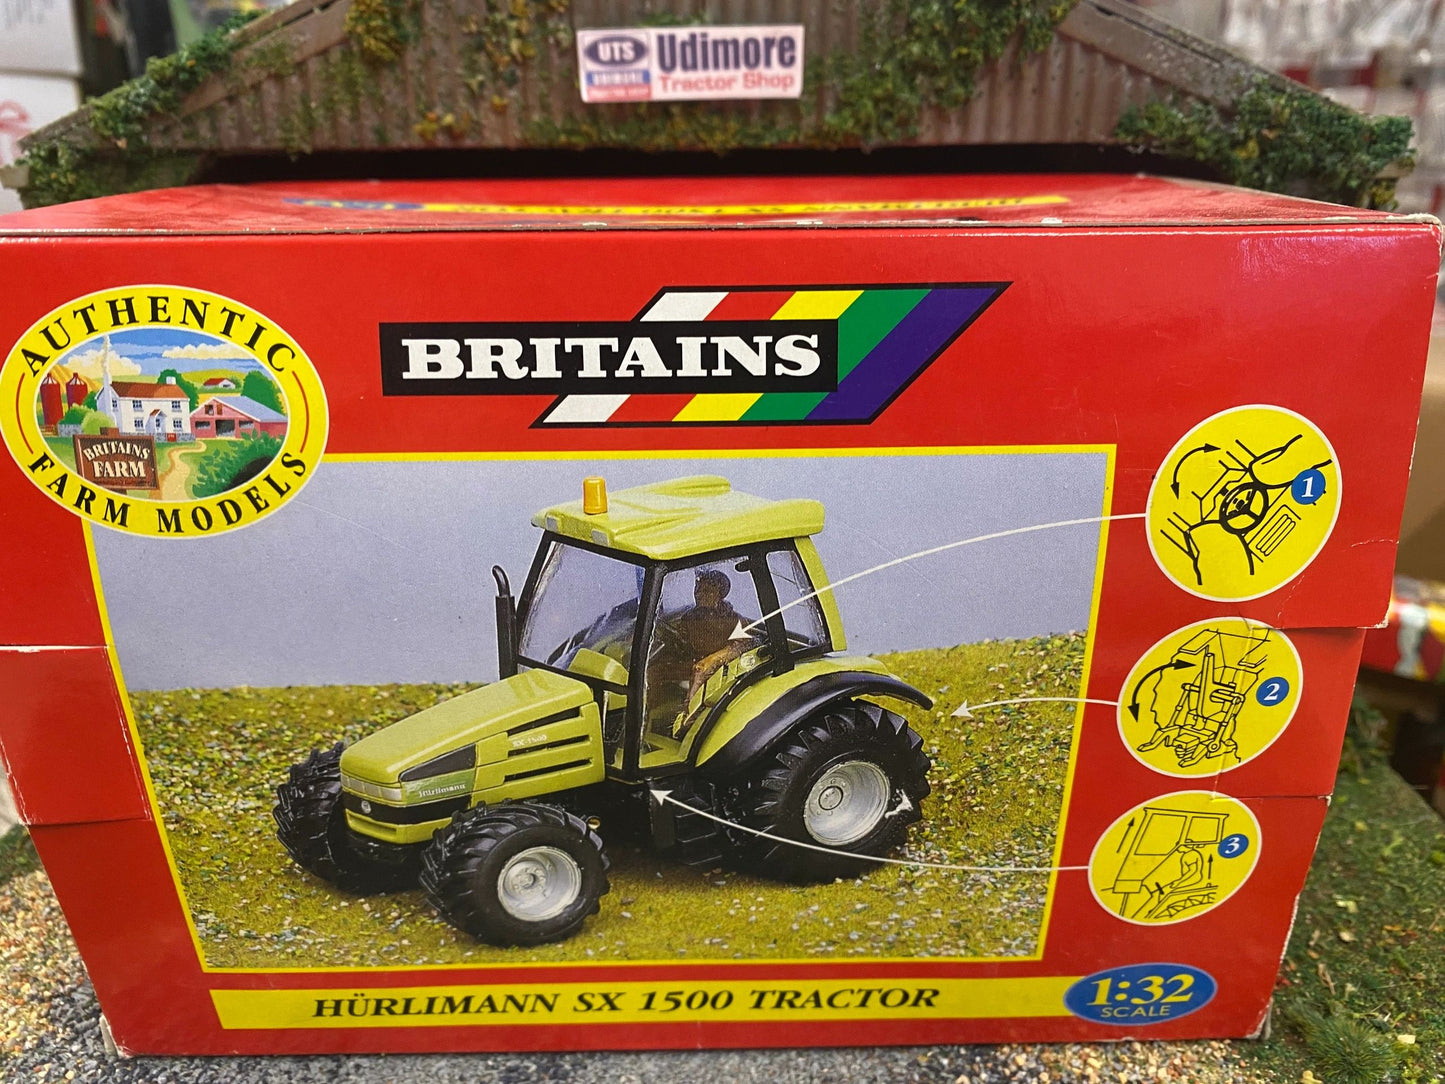 UTS
Udimore
Tractor Shop
AUTHENTIC
FARM MODELS
BRITAINS
FARM
BRITAINS
1
2
3
SX-1500
Hürlimann
HÜRLIMANN SX 1500 TRACTOR
1:32
SCALE